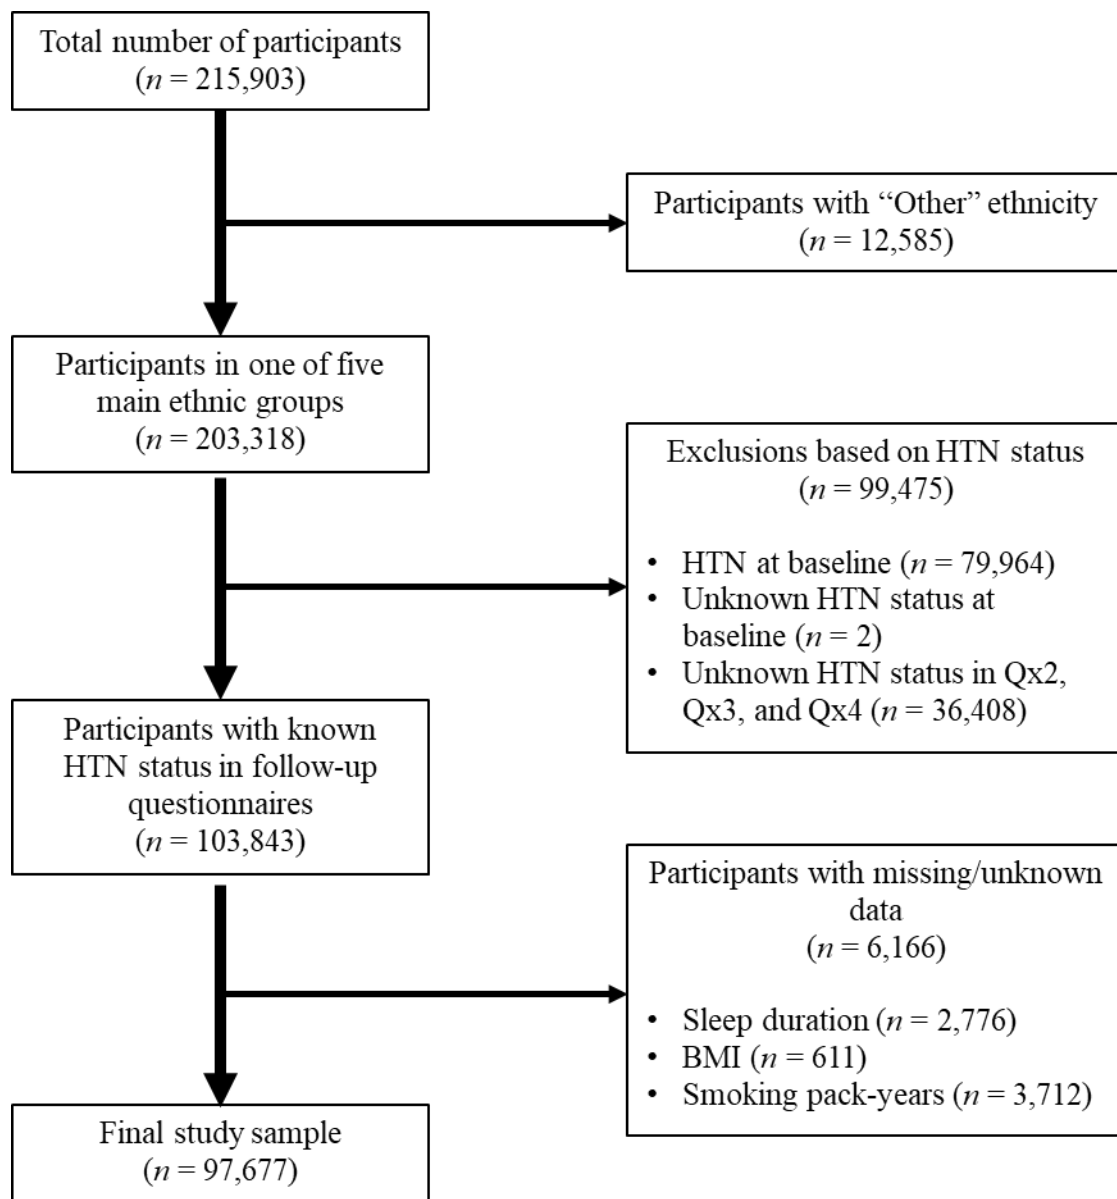 Total number of participants
(n = 215,903)
Participants with “Other” ethnicity
(n = 12,585)
Participants in one of five
main ethnic groups
(n = 203,318)
Exclusions based on HTN status
(n = 99,475)
• HTN at baseline (n = 79,964)
• Unknown HTN status at
baseline (n = 2)
• Unknown HTN status in Qx2,
Qx3, and Qx4 (n = 36,408)
Participants with known
HTN status in follow-up
questionnaires
(n = 103,843)
Participants with missing/unknown
data
(n = 6,166)
• Sleep duration (n = 2,776)
• BMI (n = 611)
• Smoking pack-years (n = 3,712)
Final study sample
(n = 97,677)